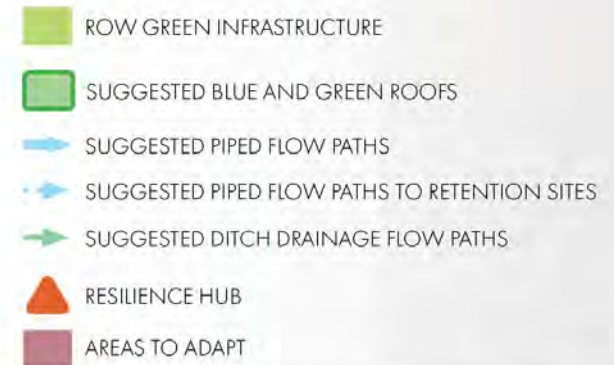 ROW GREEN INFRASTRUCTURE
SUGGESTED BLUE AND GREEN ROOFS
SUGGESTED PIPED FLOW PATHS
SUGGESTED PIPED FLOW PATHS TO RETENTION SITES
SUGGESTED DITCH DRAINAGE FLOW PATHS
RESILIENCE HUB
AREAS TO ADAPT